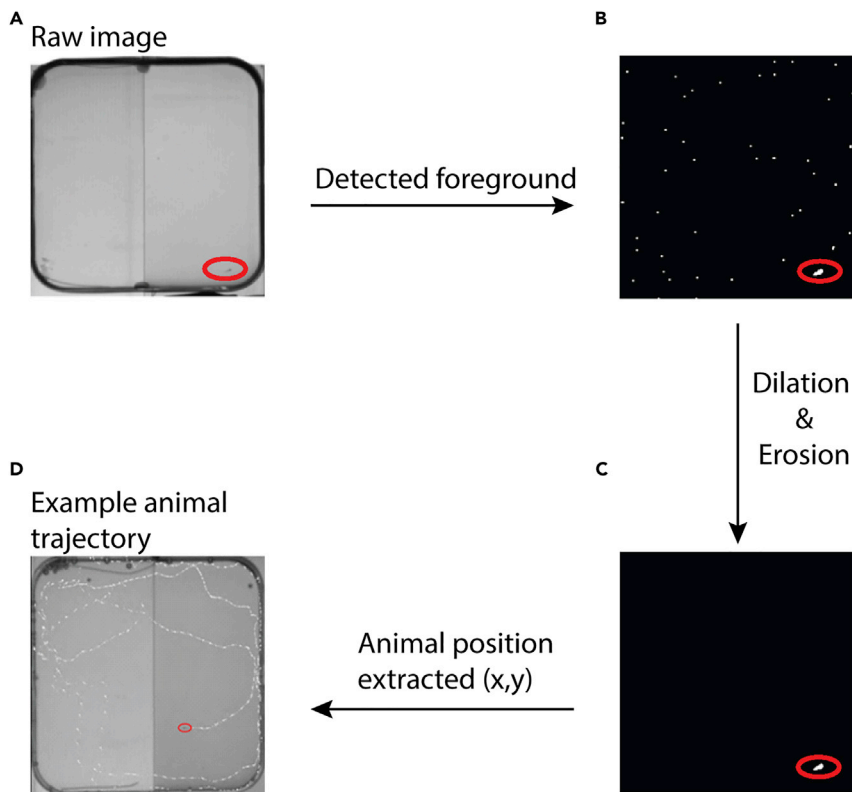 A
Raw image
B
Detected foreground
Dilation
&
Erosion
D
C
Example animal
trajectory
Animal position
extracted (x,y)